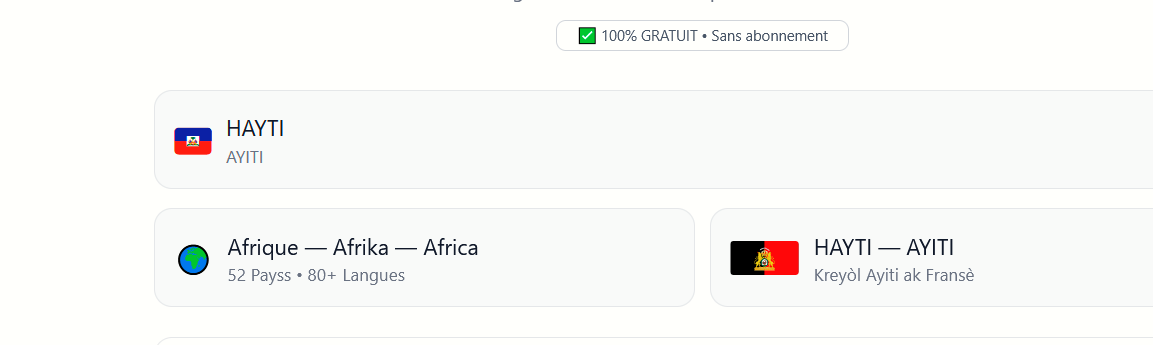 100% GRATUIT • Sans abonnement
HAYTI
AYITI
Afrique — Afrika — Africa
52 Payss • 80+ Langues
HAYTI — AYITI
Kreyòl Ayiti ak Fransè